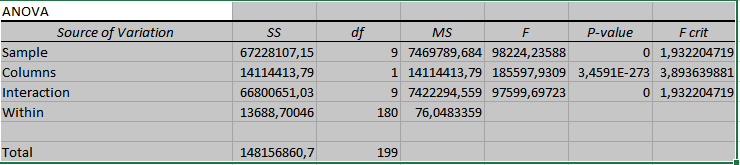 ANOVA
Source of Variation SS df MS F P-value F crit
Sample 67228107,15 9 7469789,684 98224,23588 0 1,932204719
Columns 14114413,79 1 14114413,79 185597,9309 3,4591E-273 3,893639881
Interaction 66800651,03 9 7422294,559 97599,69723 0 1,932204719
Within 13688,70046 180 76,0483359
Total 148156860,7 199